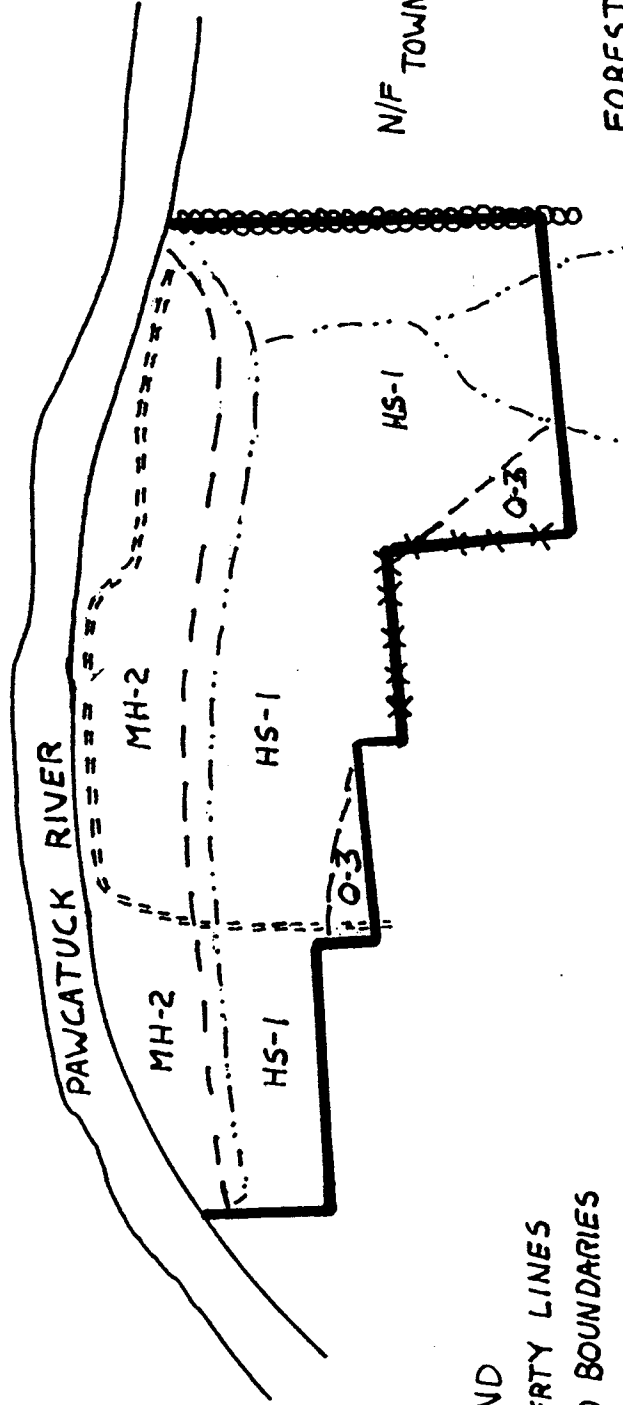 PAWCATUCK RIVER
MH-2
MH-2
HS-1
HS-1
O-3
HS-1
N/F TOWN
O-3
ND
ERTY LINES
BOUNDARIES
FOREST